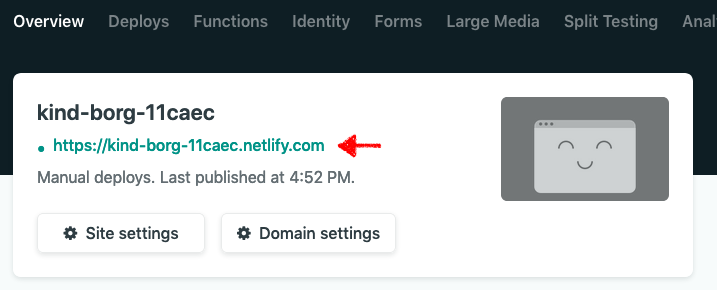 Overview Deploys Functions Identity Forms Large Media Split Testing Anal
kind-borg-11caec
https://kind-borg-11caec.netlify.com
Manual deploys. Last published at 4:52 PM.
Site settings Domain settings